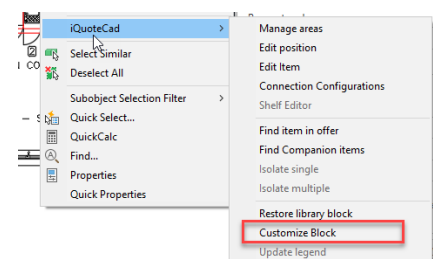 CO
iQuoteCad
Select Similar
Deselect All
Subobject Selection Filter
Quick Select...
QuickCalc
Find...
Properties
Quick Properties
Manage areas
Edit position
Edit Item
Connection Configurations
Shelf Editor
Find item in offer
Find Companion items
Isolate single
Isolate multiple
Restore library block
Customize Block
Update legend